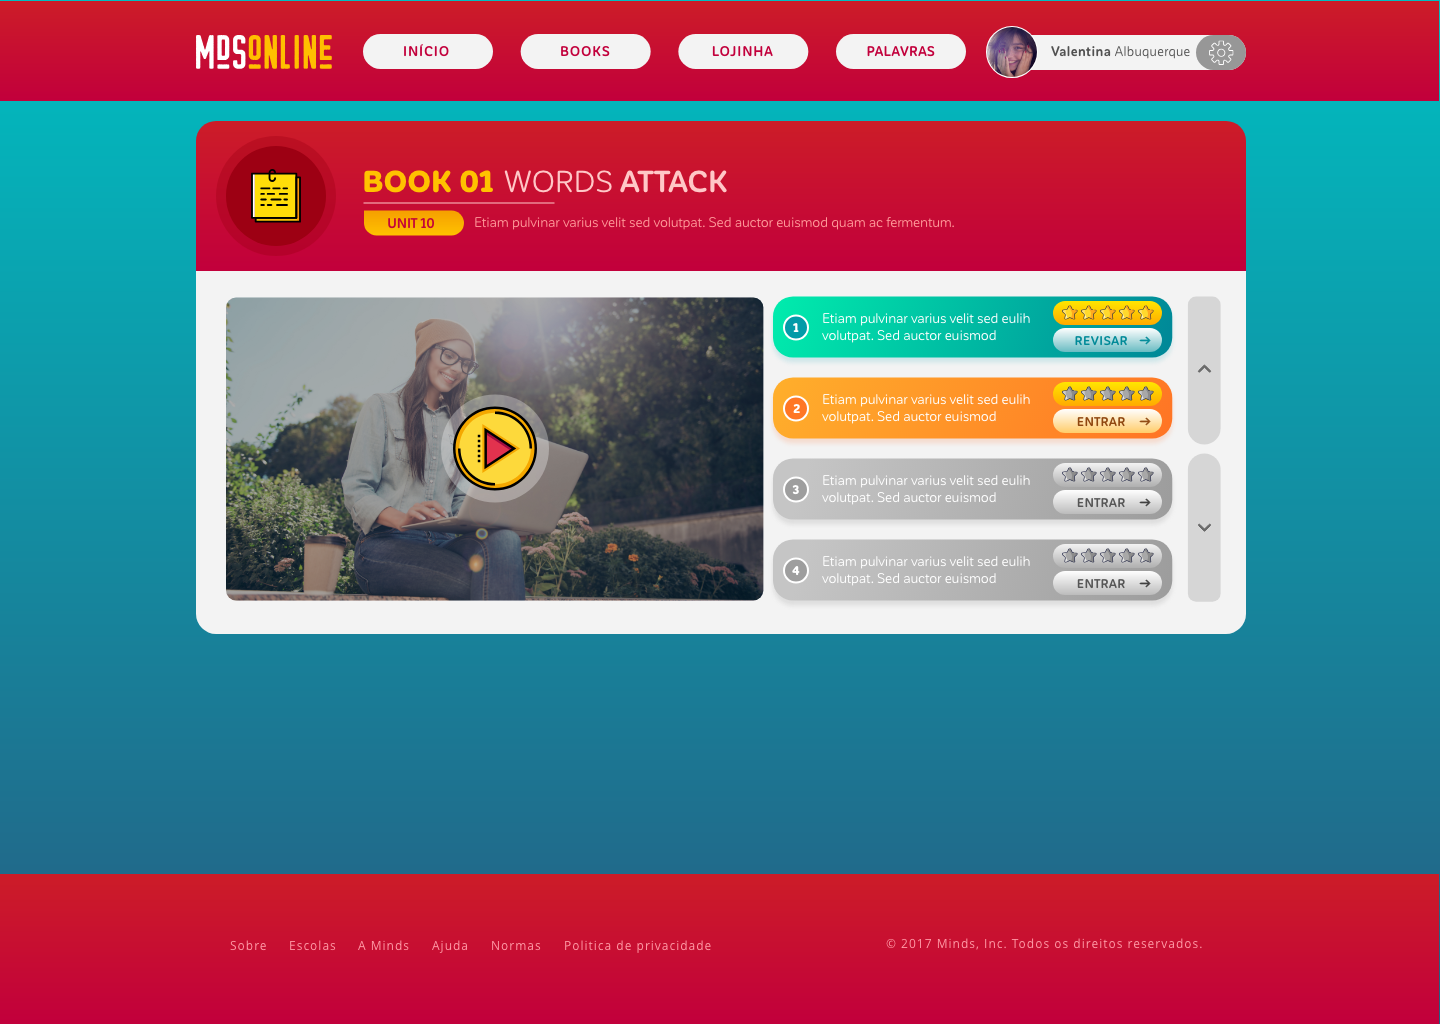 MDSONLINE
INÍCIO
BOOKS
LOJINHA
PALAVRAS
Valentina Albuquerque
BOOK 01 WORDS ATTACK
UNIT 10
Etiam pulvinar varius velit sed volutpat. Sed auctor euismod quam ac fermentum.
1
Etiam pulvinar varius velit sed eulih
volutpat. Sed auctor euismod
REVISAR
2
Etiam pulvinar varius velit sed eulih
volutpat. Sed auctor euismod
ENTRAR
3
Etiam pulvinar varius velit sed eulih
volutpat. Sed auctor euismod
ENTRAR
4
Etiam pulvinar varius velit sed eulih
volutpat. Sed auctor euismod
ENTRAR
Sobre
Escolas
A Minds
Ajuda
Normas
Politica de privacidade
© 2017 Minds, Inc. Todos os direitos reservados.